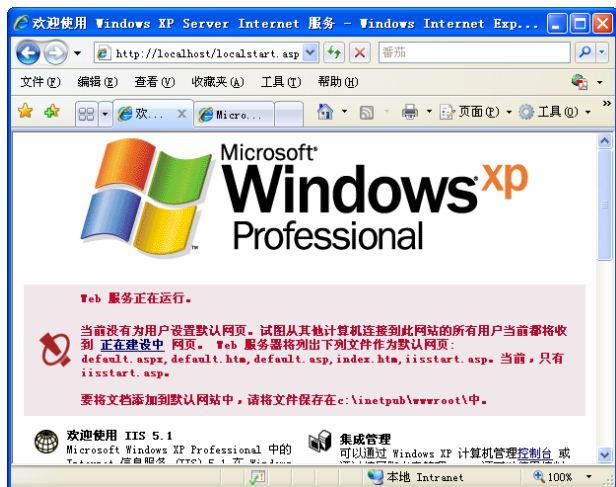 欢迎使用 Windows XP Server Internet 服务 - Windows Internet Exp...
http://localhost/localstart.asp
番茄
文件(F) 编辑(E) 查看(V) 收藏夹(A) 工具(T) 帮助(H)
欢... X Micro... 页面(P) 工具(O) »
Microsoft®
Windows xp
Professional
Web 服务正在运行。
当前没有为用户设置默认网页。试图从其他计算机连接到此网站的所有用户当前都将收
到 正在建设中 网页。 Web 服务器将列出下列文件作为默认网页:
default.aspx,default.htm,default.asp,index.htm,iisstart.asp。当前，只有
iisstart.asp。
要将文档添加到默认网站中，请将文件保存在c:\inetpub\wwwroot\中。
欢迎使用 IIS 5.1
Microsoft Windows XP Professional 中的
集成管理
可以通过 Windows XP 计算机管理控制台 或
本地 Intranet
100%